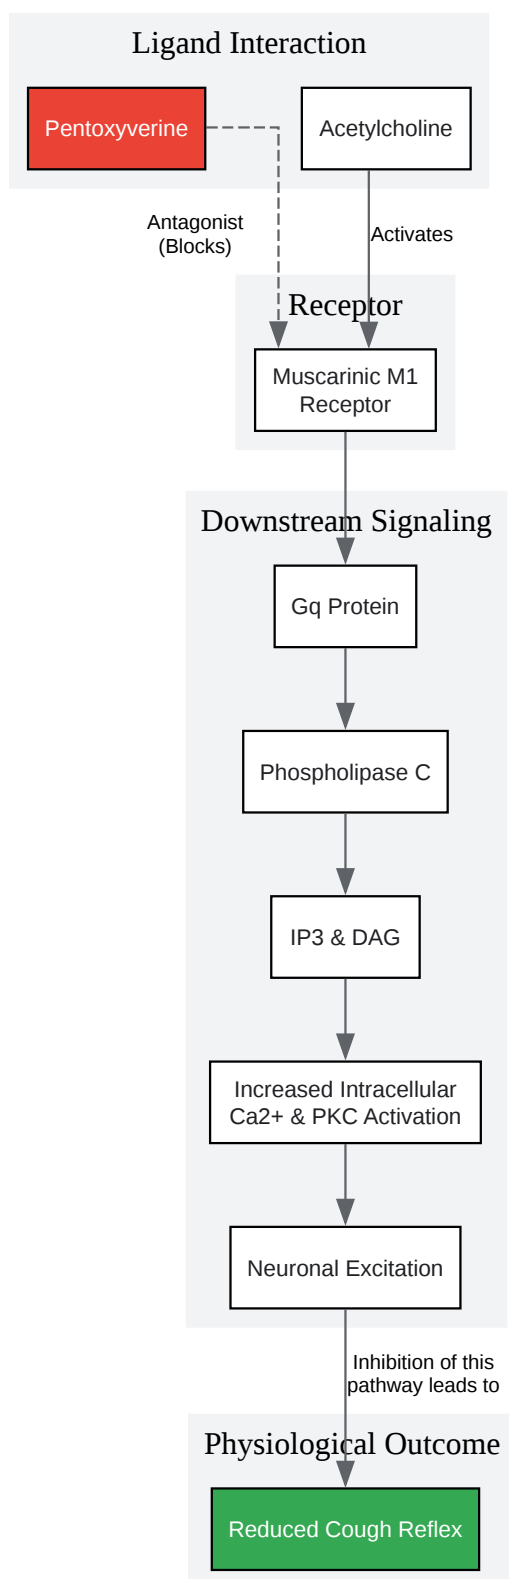 Ligand Interaction
Pentoxyverine
Acetylcholine
Antagonist
(Blocks)
Activates
Receptor
Muscarinic M1
Receptor
Downstream Signaling
Gq Protein
Phospholipase C
IP3 & DAG
Increased Intracellular
Ca2+ & PKC Activation
Neuronal Excitation
Inhibition of this
pathway leads to
Physiological Outcome
Reduced Cough Reflex